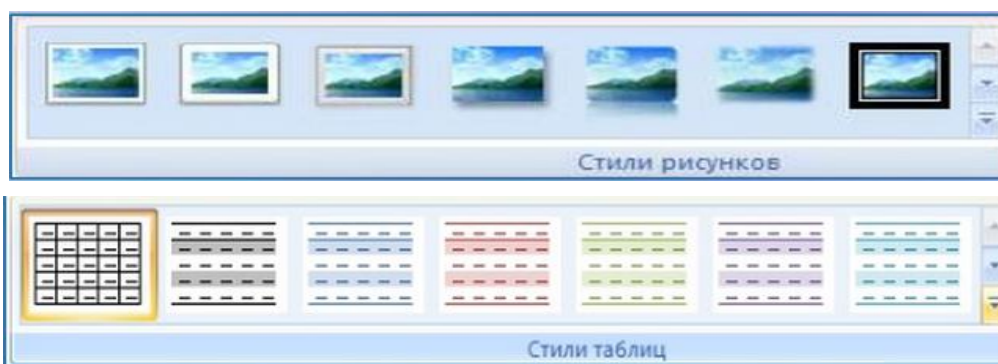 Стили рисунков
Стили таблиц